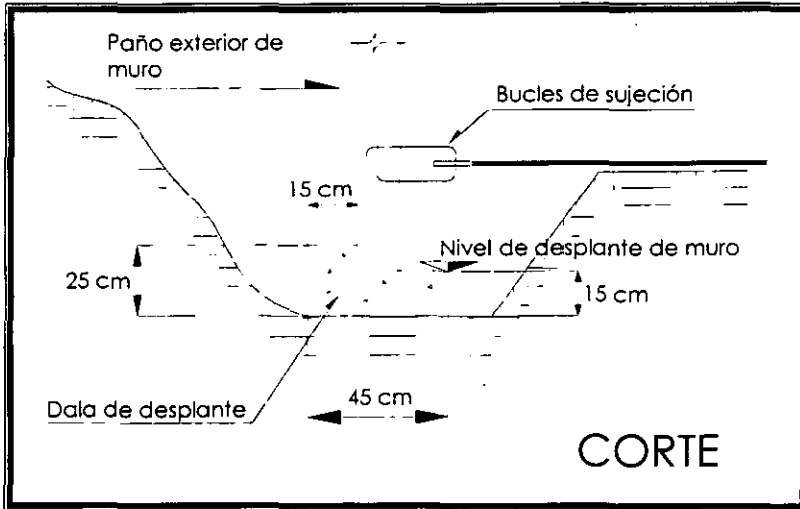 Paño exterior de
muro
Bucles de sujeción
15 cm
Nivel de desplante de muro
25 cm
15 cm
45 cm
Dala de desplante
CORTE